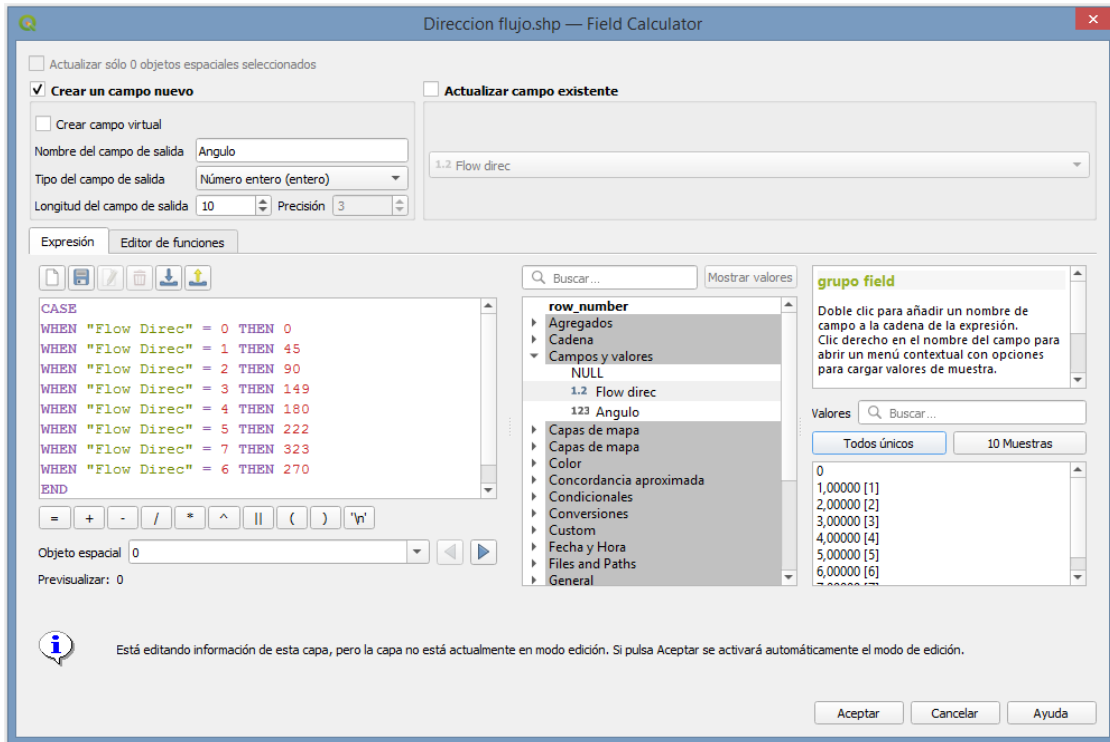 Direccion flujo.shp — Field Calculator
Actualizar sólo 0 objetos espaciales seleccionados
Crear un campo nuevo
Crear campo virtual
Nombre del campo de salida Angulo
Tipo del campo de salida Número entero (entero)
Longitud del campo de salida 10 Precisión 3
Actualizar campo existente
1.2 Flow direc
Expresión Editor de funciones
CASE
WHEN "Flow Direc" = 0 THEN 0
WHEN "Flow Direc" = 1 THEN 45
WHEN "Flow Direc" = 2 THEN 90
WHEN "Flow Direc" = 3 THEN 149
WHEN "Flow Direc" = 4 THEN 180
WHEN "Flow Direc" = 5 THEN 222
WHEN "Flow Direc" = 7 THEN 323
WHEN "Flow Direc" = 6 THEN 270
END
= + - / * ^ || ( ) '\n'
Objeto espacial 0
Previsualizar: 0
Buscar... Mostrar valores
row_number
Agregados
Cadena
Campos y valores
NULL
1.2 Flow direc
123 Angulo
Capas de mapa
Capas de mapa
Color
Concordancia aproximada
Condicionales
Conversiones
Custom
Fecha y Hora
Files and Paths
General
grupo field
Doble clic para añadir un nombre de
campo a la cadena de la expresión.
Clic derecho en el nombre del campo para
abrir un menú contextual con opciones
para cargar valores de muestra.
Valores Buscar...
Todos únicos 10 Muestras
0
1,00000 [1]
2,00000 [2]
3,00000 [3]
4,00000 [4]
5,00000 [5]
6,00000 [6]
Está editando información de esta capa, pero la capa no está actualmente en modo edición. Si pulsa Aceptar se activará automáticamente el modo de edición.
Aceptar Cancelar Ayuda